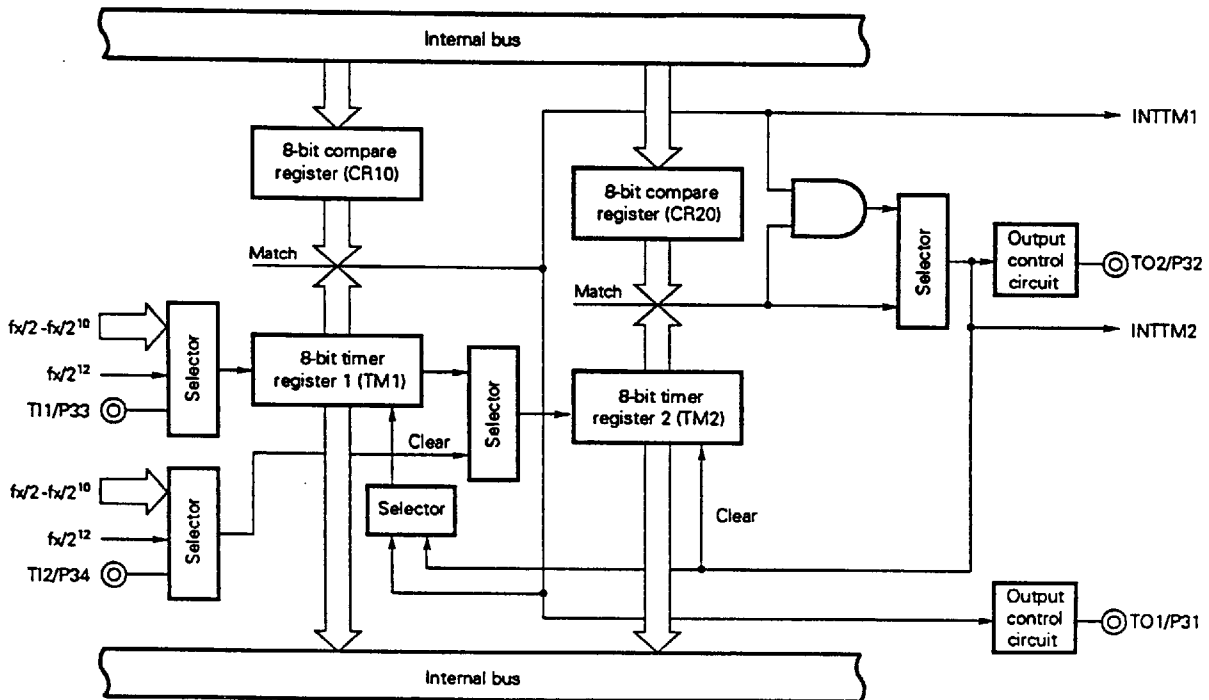 Internal bus
INTTM1
8-bit compare
register (CR10)
8-bit compare
register (CR20)
Selector
Output
control
circuit
TO2/P32
Match
Match
INTTM2
fx/2-fx/2¹⁰
fx/2¹²
TI1/P33
Selector
8-bit timer
register 1 (TM1)
Selector
8-bit timer
register 2 (TM2)
Clear
fx/2-fx/2¹⁰
fx/2¹²
TI2/P34
Selector
Selector
Clear
Output
control
circuit
TO1/P31
Internal bus